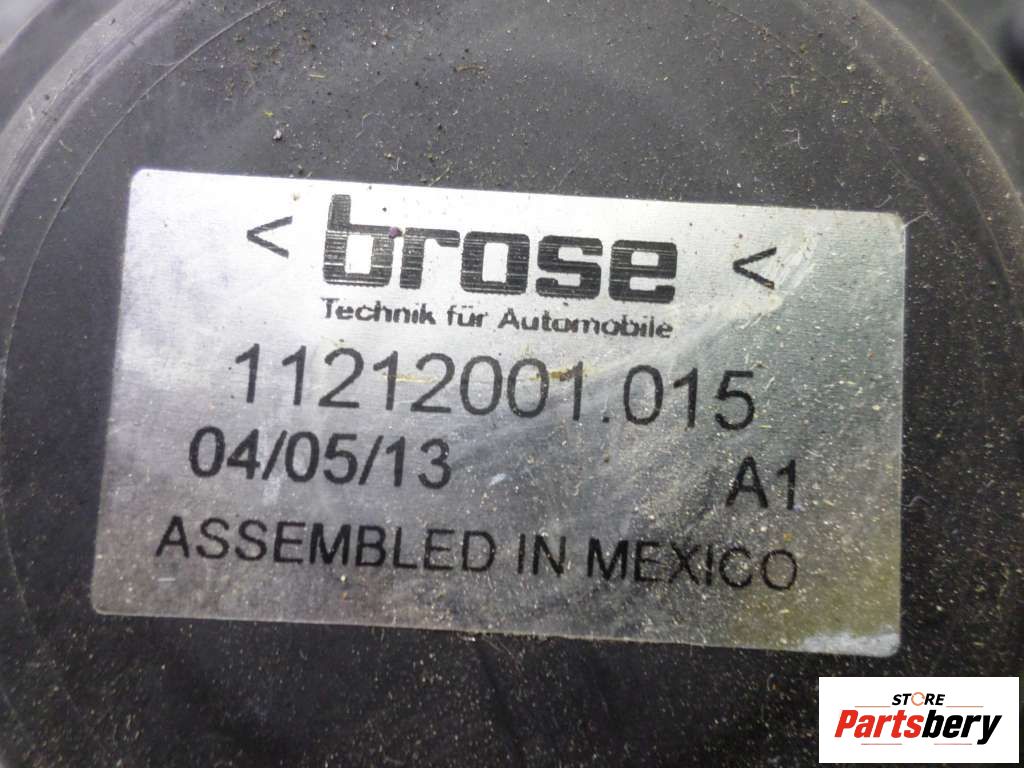 < brose <
Technik für Automobile
11212001.015
04/05/13 A1
ASSEMBLED IN MEXICO
STORE
Partsbery